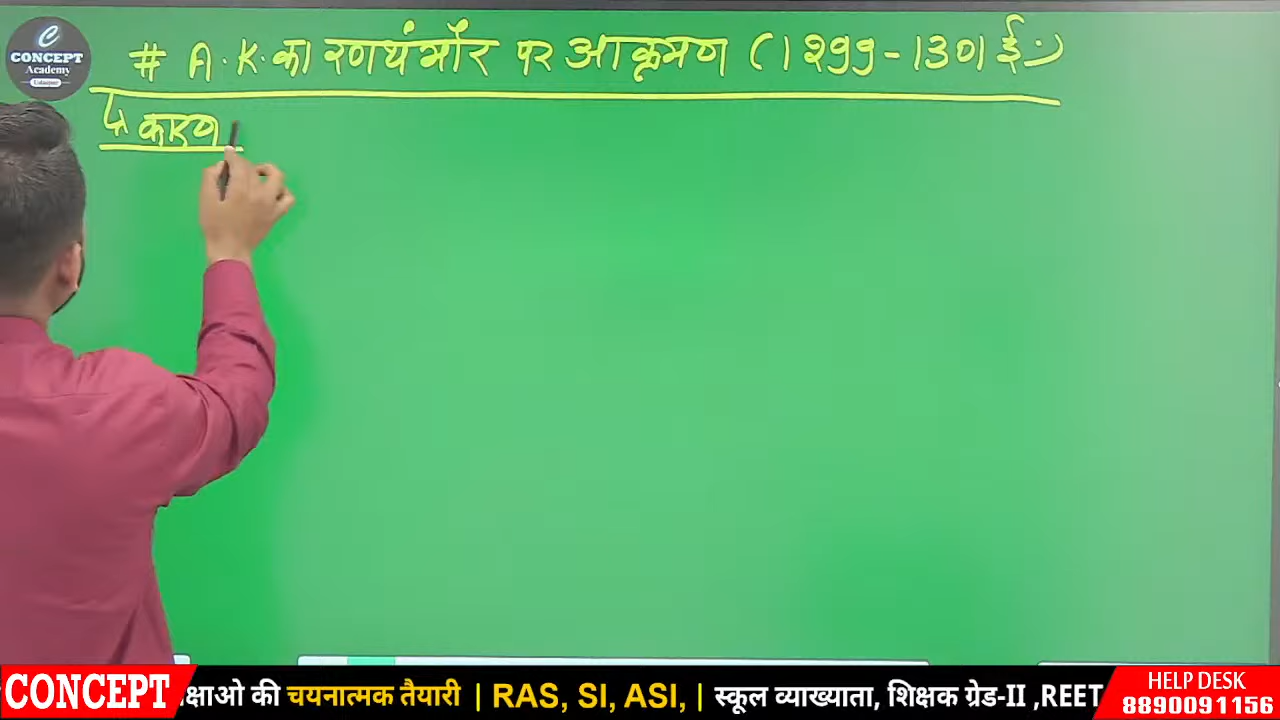 e
CONCEPT
Academy
Udaipur
# A.K. का रणथंभौर पर आक्रमण (1299-1301 ई॰)
↳ कारण
CONCEPT
क्षाओ की चयनात्मक तैयारी | RAS, SI, ASI, | स्कूल व्याख्याता, शिक्षक ग्रेड-II ,REET
HELP DESK
8890091156